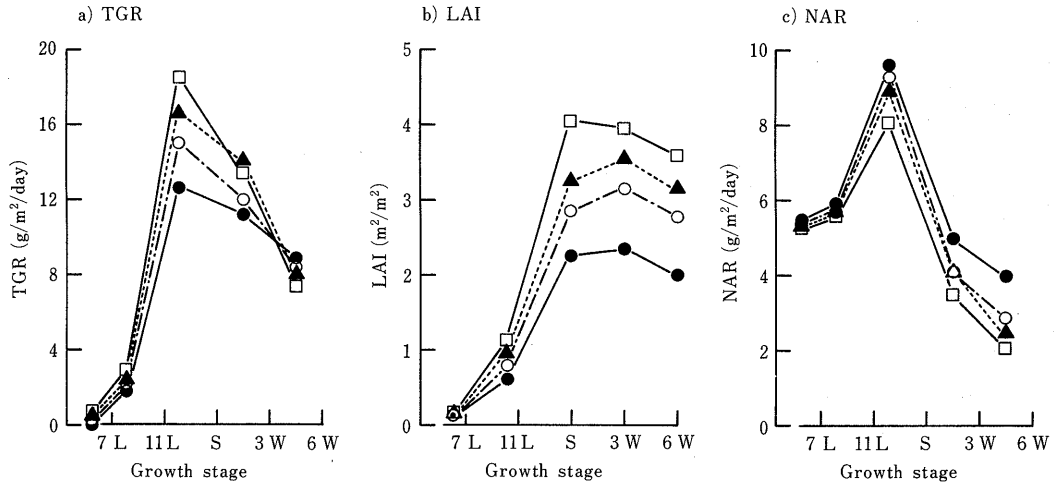 a) TGR
20
16
12
8
4
0
TGR (g/m²/day)
7 L 11 L S 3 W 6 W
Growth stage
b) LAI
5
4
3
2
1
0
LAI (m²/m²)
7 L 11 L S 3 W 6 W
Growth stage
c) NAR
10
8
6
4
2
0
NAR (g/m²/day)
7 L 11 L S 3 W 6 W
Growth stage